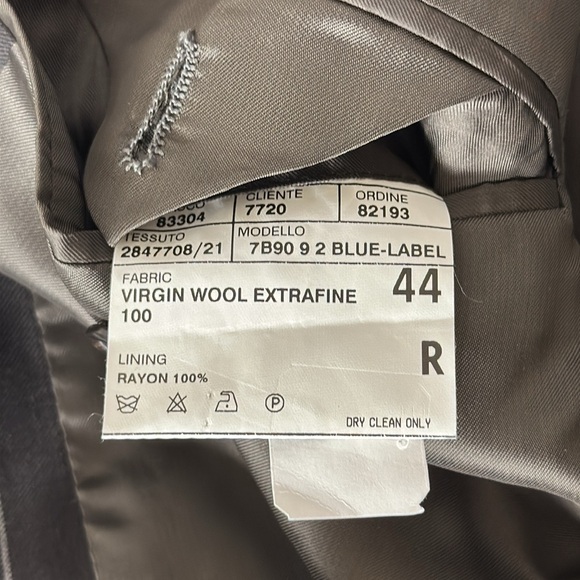 CLIENTE ORDINE
83304 7720 82193
TESSUTO MODELLO
2847708/21 7B90 9 2 BLUE-LABEL
FABRIC 44
VIRGIN WOOL EXTRAFINE
100
LINING R
RAYON 100%
P
DRY CLEAN ONLY